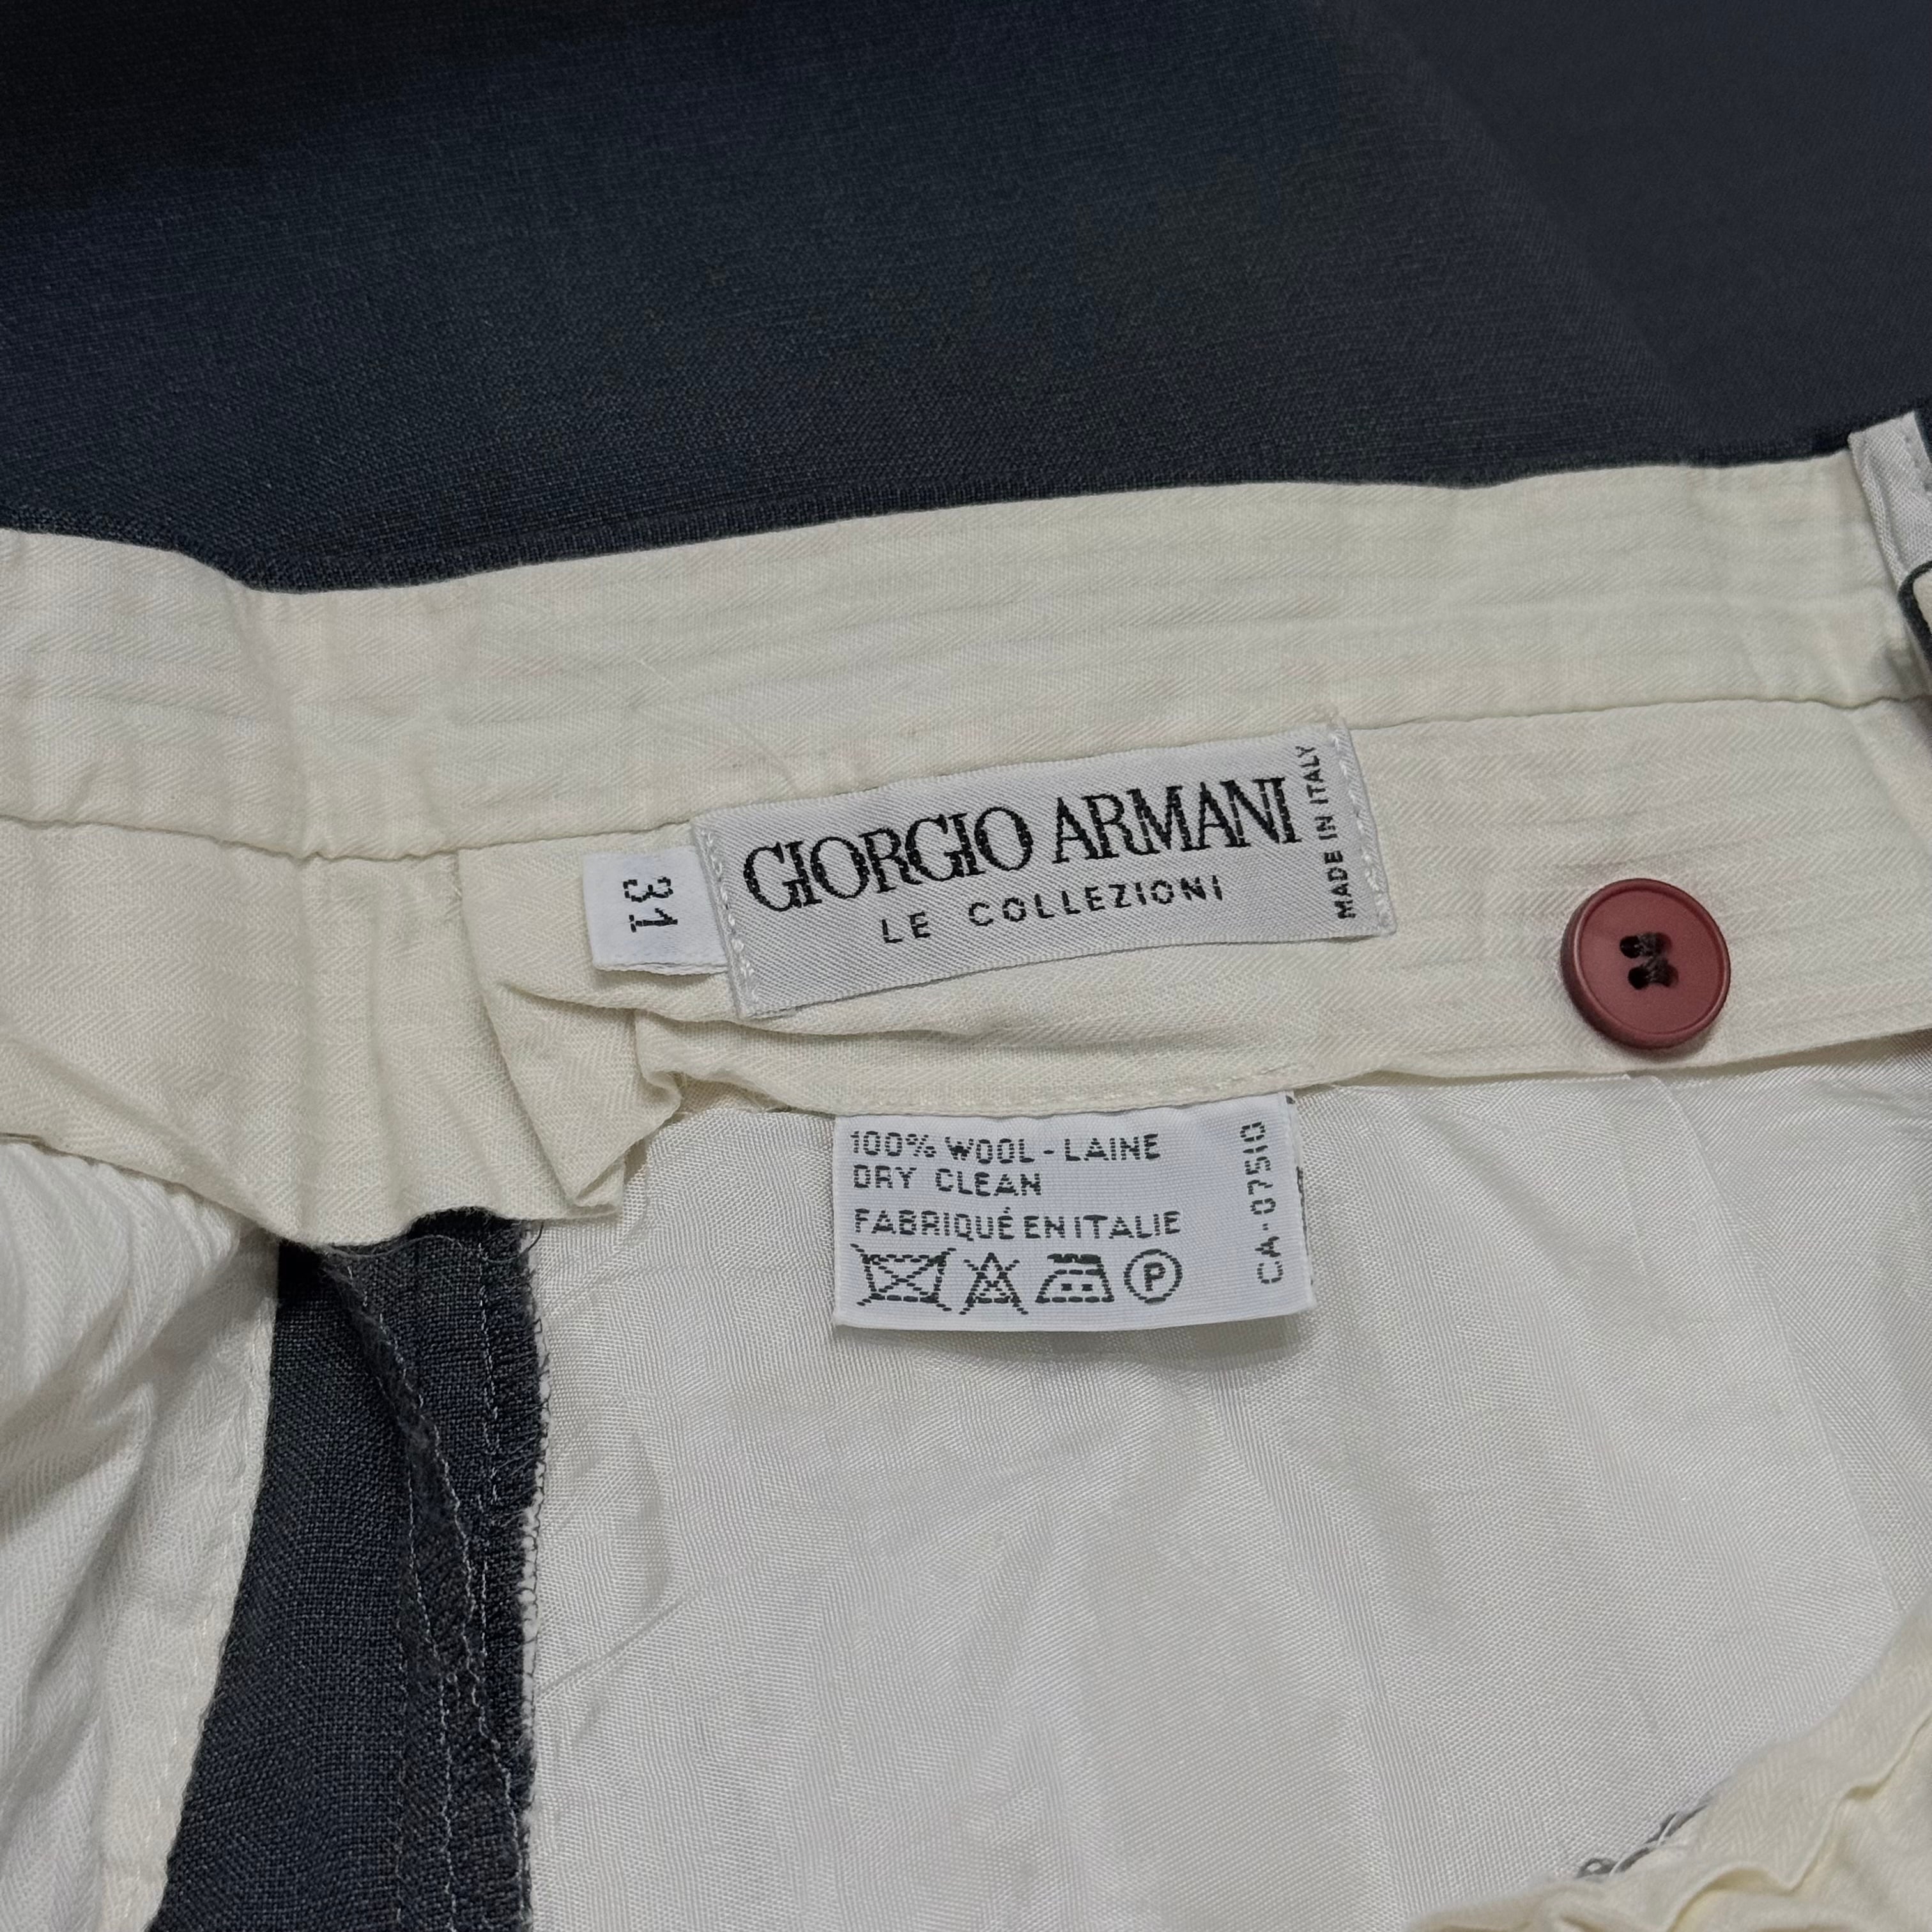 31
GIORGIO ARMANI
LE COLLEZIONI
MADE IN ITALY
100% WOOL - LAINE
DRY CLEAN
FABRIQUÉ EN ITALIE
P
CA - 07510